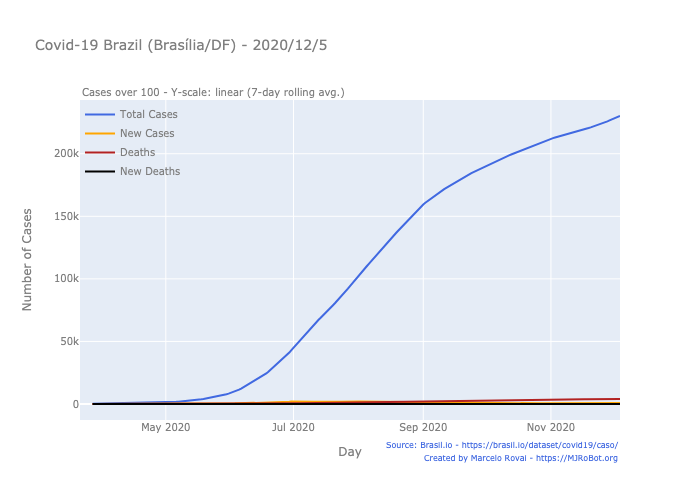 Covid-19 Brazil (Brasília/DF) - 2020/12/5
Cases over 100 - Y-scale: linear (7-day rolling avg.)
Total Cases
New Cases
Deaths
New Deaths
200k
150k
100k
50k
0
Number of Cases
May 2020
Jul 2020
Sep 2020
Nov 2020
Day
Source: Brasil.io - https://brasil.io/dataset/covid19/caso/
Created by Marcelo Rovai - https://MJRoBot.org